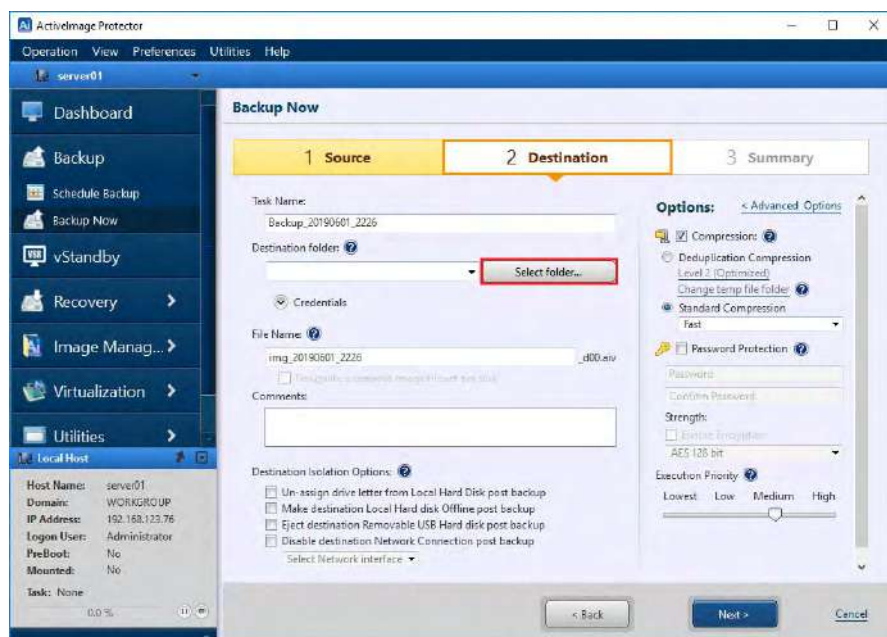 ActiveImage Protector
Operation View Preferences Utilities Help
server01
Dashboard
Backup
Schedule Backup
Backup Now
vStandby
Recovery
Image Manag...
Virtualization
Utilities
Local Host
Host Name: server01
Domain: WORKGROUP
IP Address: 192.168.123.76
Logon User: Administrator
PreBoot: No
Mounted: No
Task: None
0.0 %
Backup Now
1 Source
2 Destination
3 Summary
Task Name:
Backup_20190601_2226
Destination folder:
Select folder...
Credentials
File Name:
img_20190601_2226
_d00.aiv
Comments:
Destination Isolation Options:
Un-assign drive letter from Local Hard Disk post backup
Make destination Local Hard disk Offline post backup
Eject destination Removable USB Hard disk post backup
Disable destination Network Connection post backup
Select Network interface
Options: < Advanced Options
Compression:
Deduplication Compression
Level 2 (Optimized)
Change temp file folder
Standard Compression
Fast
Password Protection
Password
Confirm Password
Strength:
Enable Encryption
AES 128 bit
Execution Priority
Lowest Low Medium High
< Back
Next >
Cancel